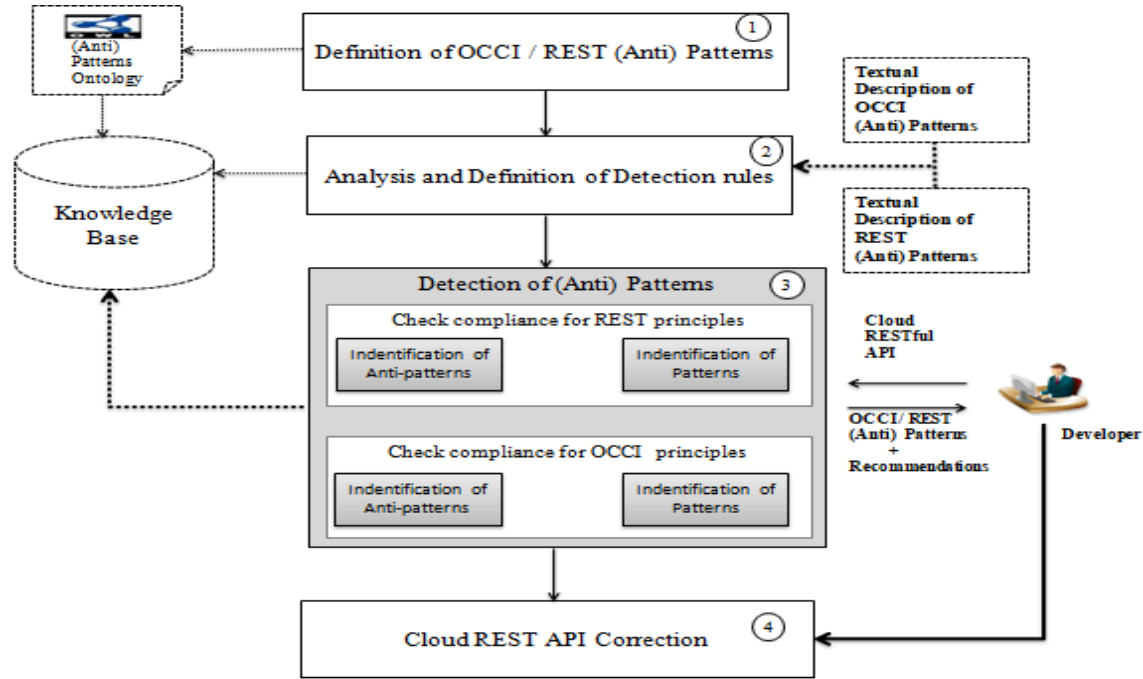 OWL
(Anti)
Patterns
Ontology
1
Definition of OCCI / REST (Anti) Patterns
Textual
Description of
OCCI
(Anti) Patterns
2
Analysis and Definition of Detection rules
Knowledge
Base
Textual
Description of
REST
(Anti) Patterns
Detection of (Anti) Patterns
3
Check compliance for REST principles
Indentification of
Anti-patterns
Indentification of
Patterns
Cloud
RESTful
API
OCCI/ REST
(Anti) Patterns
+
Recommendations
Developer
Check compliance for OCCI principles
Indentification of
Anti-patterns
Indentification of
Patterns
4
Cloud REST API Correction